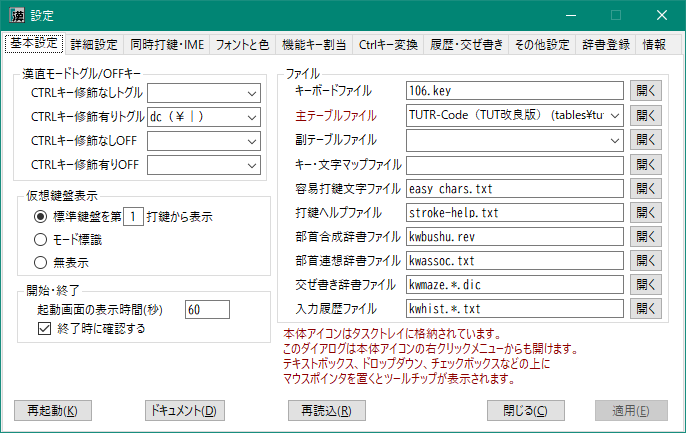 設定
基本設定 詳細設定 同時打鍵・IME フォントと色 機能キー割当 Ctrlキー変換 履歴・交ぜ書き その他設定 辞書登録 情報
漢直モードトグル/OFFキー
CTRLキー修飾なしトグル
CTRLキー修飾有りトグル dc (￥｜)
CTRLキー修飾なしOFF
CTRLキー修飾有りOFF
仮想鍵盤表示
標準鍵盤を第 1 打鍵から表示
モード標識
無表示
開始・終了
起動画面の表示時間(秒) 60
終了時に確認する
ファイル
キーボードファイル 106.key 開く
主テーブルファイル TUTR-Code（TUT改良版） (tables¥tu 開く
副テーブルファイル 開く
キー・文字マップファイル 開く
容易打鍵文字ファイル easy_chars.txt 開く
打鍵ヘルプファイル stroke-help.txt 開く
部首合成辞書ファイル kwbushu.rev 開く
部首連想辞書ファイル kwassoc.txt 開く
交ぜ書き辞書ファイル kwmaze.*.dic 開く
入力履歴ファイル kwhist.*.txt 開く
本体アイコンはタスクトレイに格納されています。
このダイアログは本体アイコンの右クリックメニューからも開けます。
テキストボックス、ドロップダウン、チェックボックスなどの上に
マウスポインタを置くとツールチップが表示されます。
再起動(K) ドキュメント(D) 再読込(R) 閉じる(C) 適用(E)